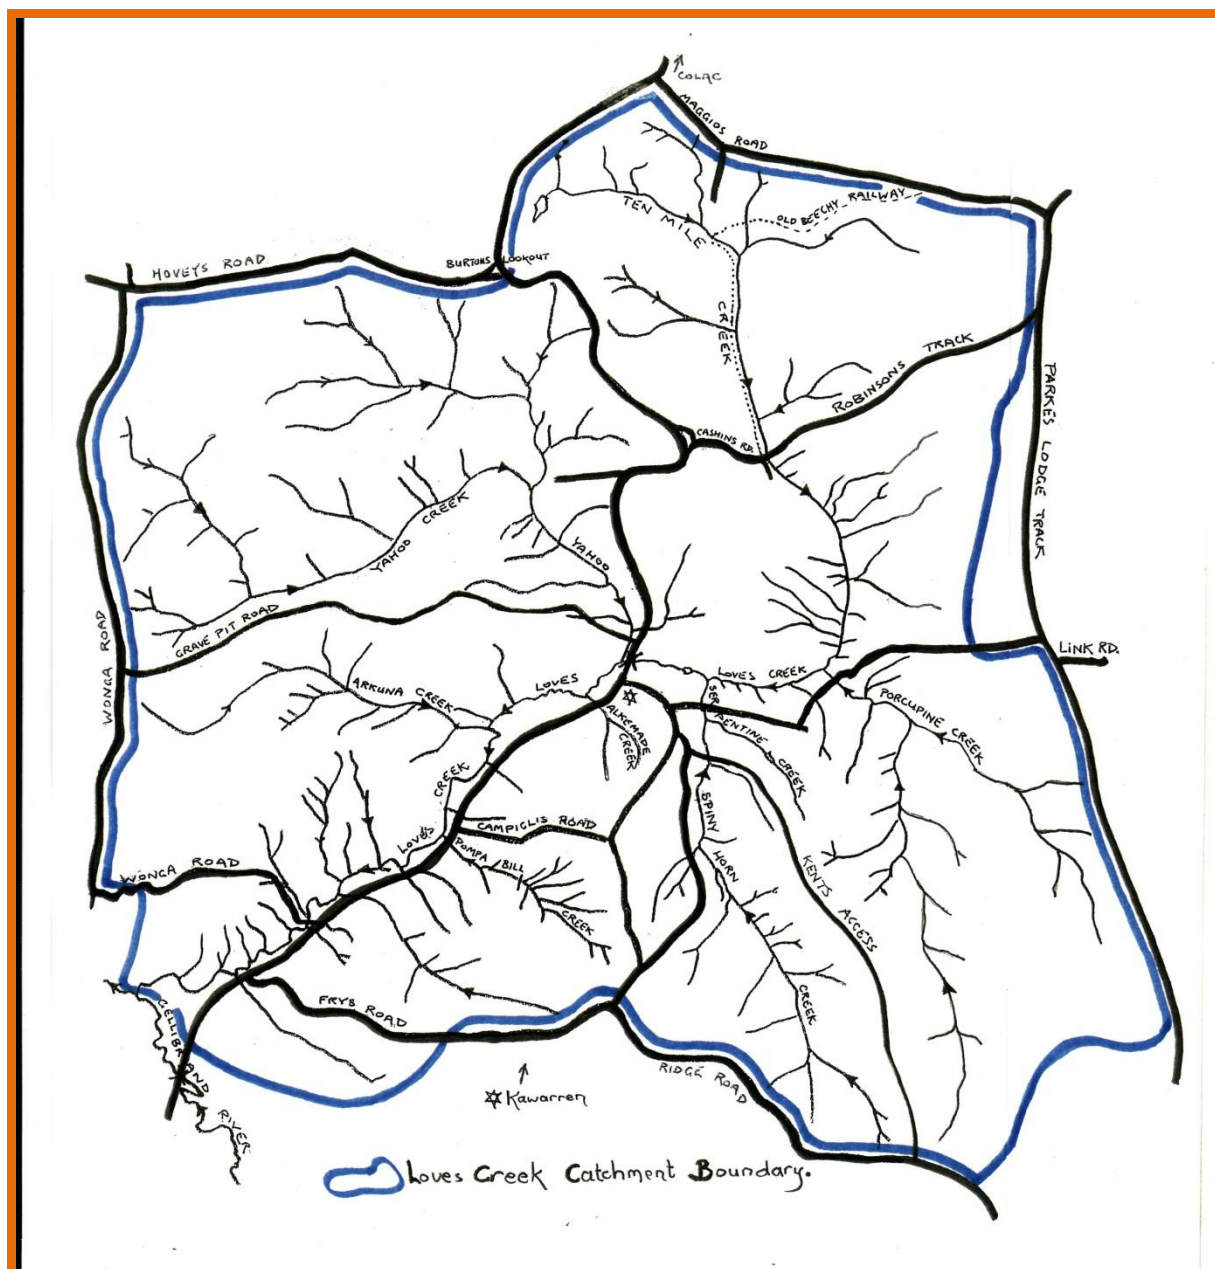 COLAC
MAGGIOS ROAD
OLD BEECHY RAILWAY
TEN MILE
CREEK
HOVEYS ROAD
BURTONS LOOKOUT
ROBINSONS TRACK
PARKES LODGE TRACK
CASHINS RD.
YAHOO CREEK
YAHOO
GRAVE PIT ROAD
WONGA ROAD
LINK RD.
LOVES CREEK
ARKUNA CREEK
LOVES
CREEK
ALKEMADE
CREEK
SERPENTINE CREEK
PORCUPINE CREEK
SPINY
HORN
CREEK
CAMPIGLIS ROAD
LOVES
POMPA BILL
CREEK
KENTS ACCESS
WONGA ROAD
FRYS ROAD
GELLIBRAND
RIVER
RIDGE ROAD
Kawarren
Loves Creek Catchment Boundary.